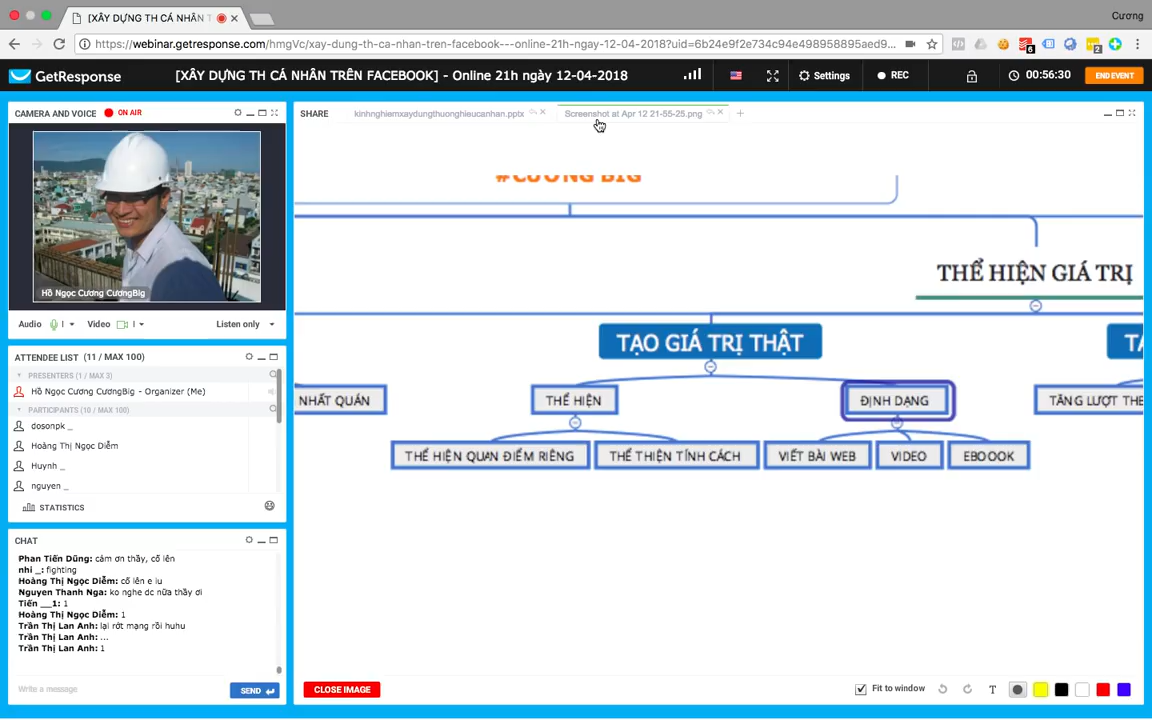 [XÂY DỰNG TH CÁ NHÂN T
Cương
https://webinar.getresponse.com/hmgVc/xay-dung-th-ca-nhan-tren-facebook---online-21h-ngay-12-04-2018?uid=6b24e9f2e734c94e498958895aed9...
6
2
GetResponse
[XÂY DỰNG TH CÁ NHÂN TRÊN FACEBOOK] - Online 21h ngày 12-04-2018
Settings
REC
00:56:30
END EVENT
CAMERA AND VOICE
ON AIR
SHARE
kinhnghiemxaydungthuonghieucanhan.pptx
Screenshot at Apr 12 21-55-25.png
Hồ Ngọc Cương CươngBig
Audio
Video
Listen only
ATTENDEE LIST (11 / MAX 100)
PRESENTERS (1 / MAX 3)
Hồ Ngọc Cương CươngBig - Organizer (Me)
PARTICIPANTS (10 / MAX 100)
dosonpk _
Hoàng Thị Ngọc Diễm
Huynh _
nguyen _
STATISTICS
CHAT
Phan Tiến Dũng: cảm ơn thầy, cố lên
nhi _: fighting
Hoàng Thị Ngọc Diễm: cố lên e iu
Nguyen Thanh Nga: ko nghe dc nữa thầy ơi
Tiến __1: 1
Hoàng Thị Ngọc Diễm: 1
Trần Thị Lan Anh: lại rớt mạng rồi huhu
Trần Thị Lan Anh: ...
Trần Thị Lan Anh: 1
Write a message
SEND
#CƯƠNG BIG
THỂ HIỆN GIÁ TRỊ
TẠO GIÁ TRỊ THẬT
TĂ
NHẤT QUÁN
THỂ HIỆN
ĐỊNH DẠNG
TĂNG LƯỢT THE
THỂ HIỆN QUAN ĐIỂM RIÊNG
THỂ THIỆN TÍNH CÁCH
VIẾT BÀI WEB
VIDEO
EBOOOK
CLOSE IMAGE
Fit to window
T